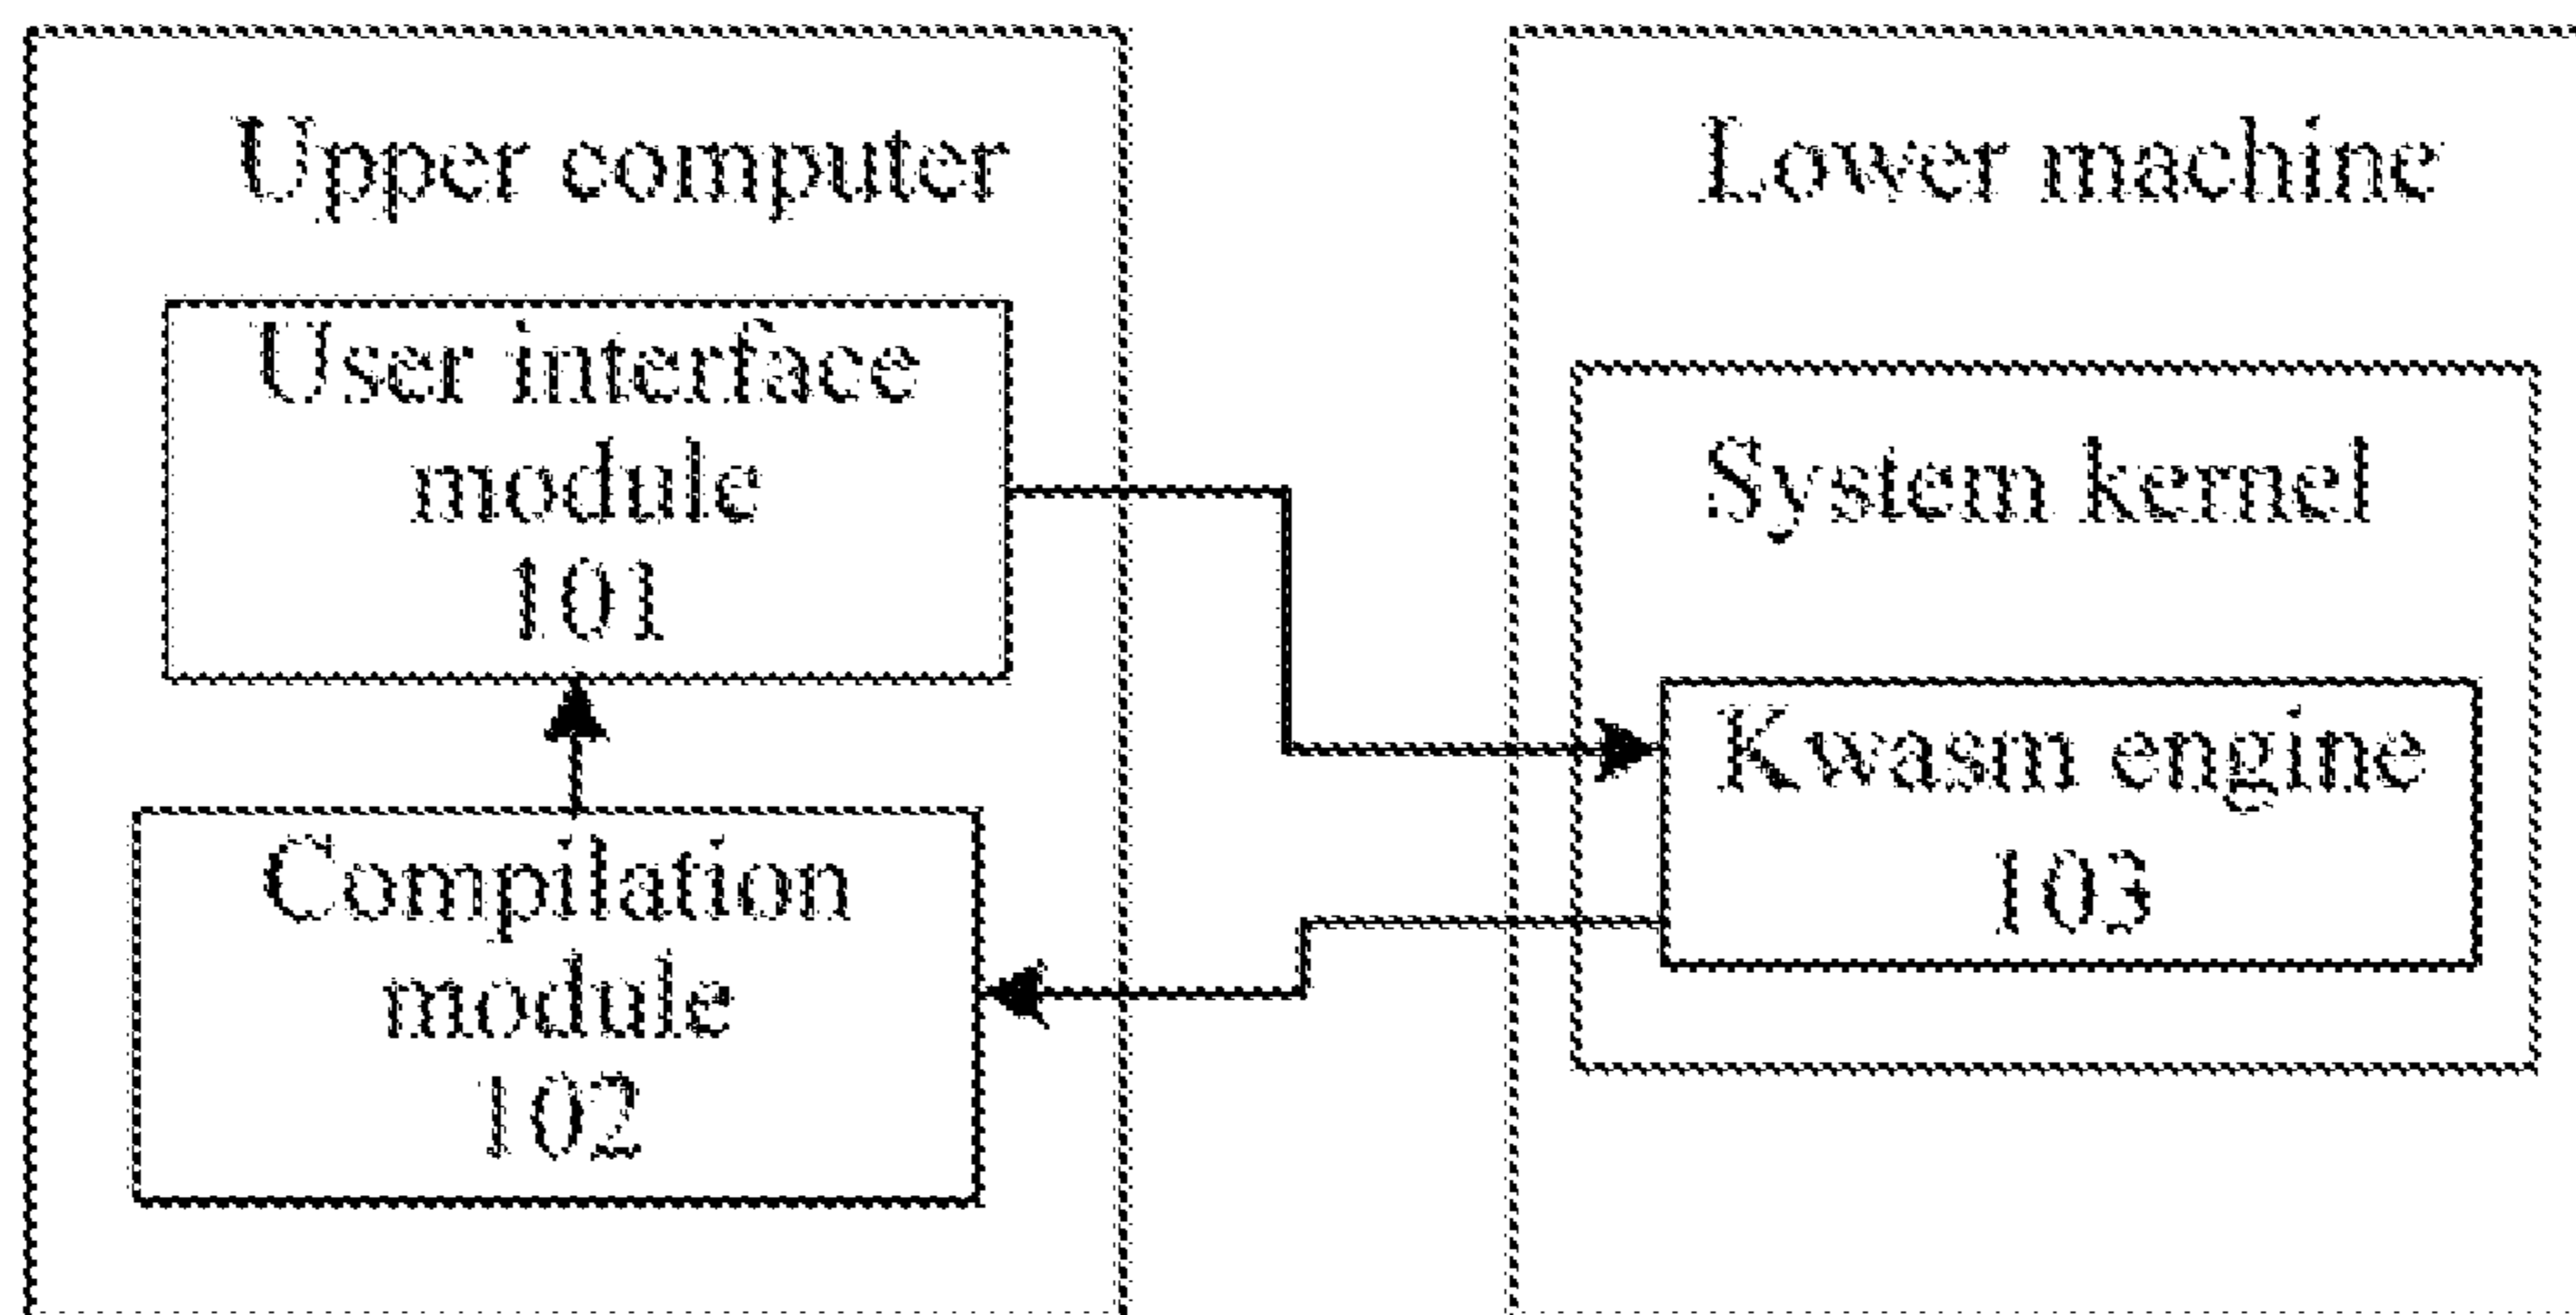 Upper computer
User interface
module
101
Compilation
module
102
Lower machine
System kernel
Kwasm engine
103